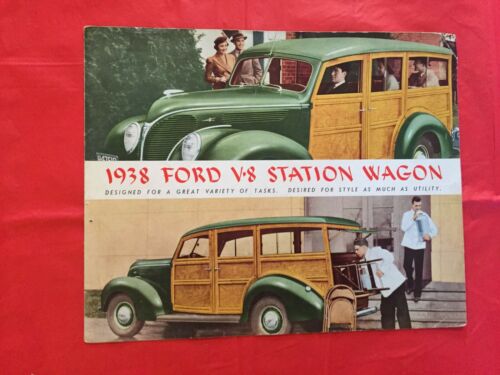 1938 FORD V·8 STATION WAGON
DESIGNED FOR A GREAT VARIETY OF TASKS. DESIRED FOR STYLE AS MUCH AS UTILITY.